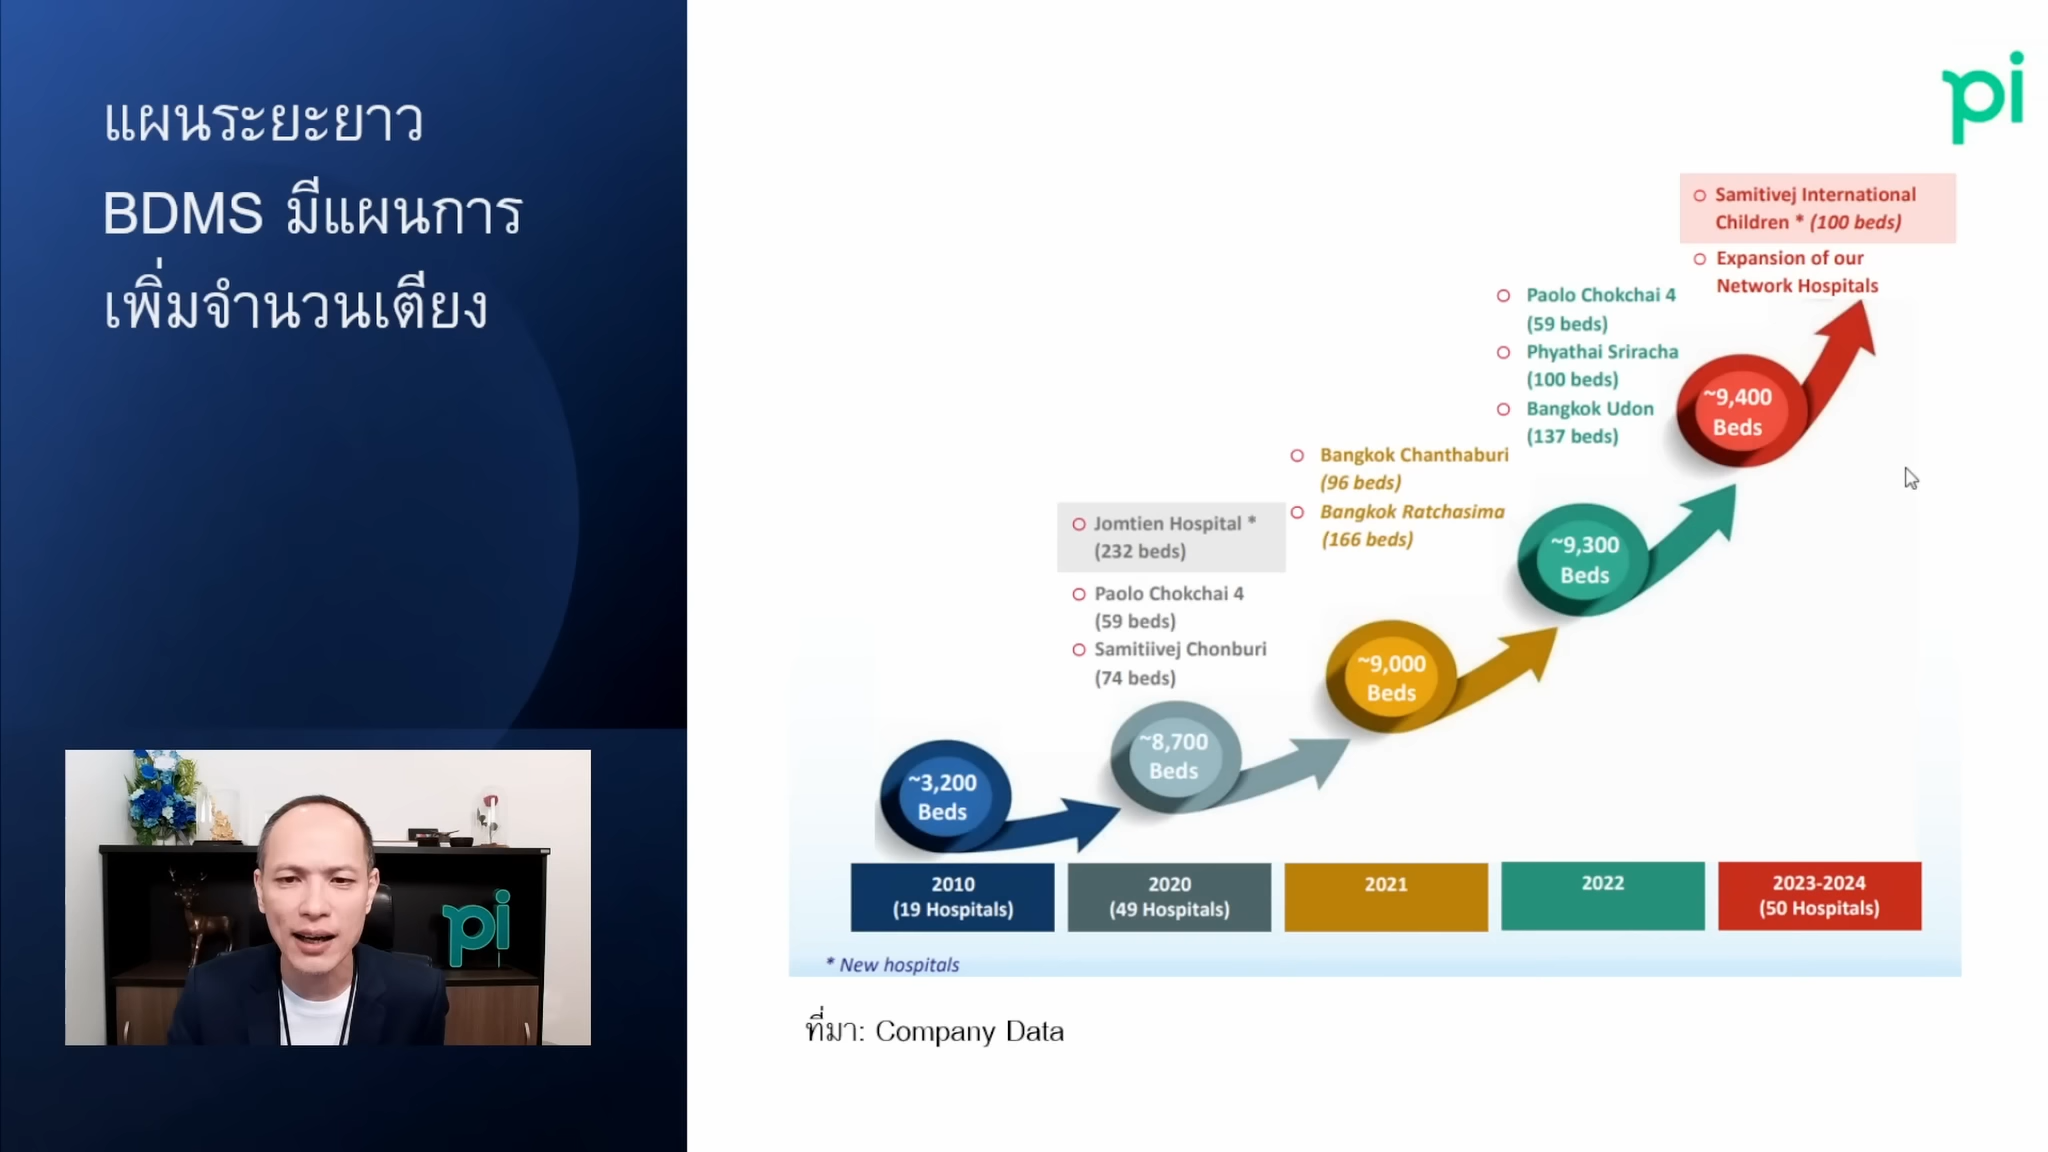 แผนระยะยาว
BDMS มีแผนการ
เพิ่มจำนวนเตียง
pi
Samitivej International
Children * (100 beds)
Expansion of our
Network Hospitals
Paolo Chokchai 4
(59 beds)
Phyathai Sriracha
(100 beds)
Bangkok Udon
(137 beds)
Bangkok Chanthaburi
(96 beds)
Bangkok Ratchasima
(166 beds)
Jomtien Hospital *
(232 beds)
Paolo Chokchai 4
(59 beds)
Samitiivej Chonburi
(74 beds)
~3,200
Beds
~8,700
Beds
~9,000
Beds
~9,300
Beds
~9,400
Beds
2010
(19 Hospitals)
2020
(49 Hospitals)
2021
2022
2023-2024
(50 Hospitals)
* New hospitals
ที่มา: Company Data
pi